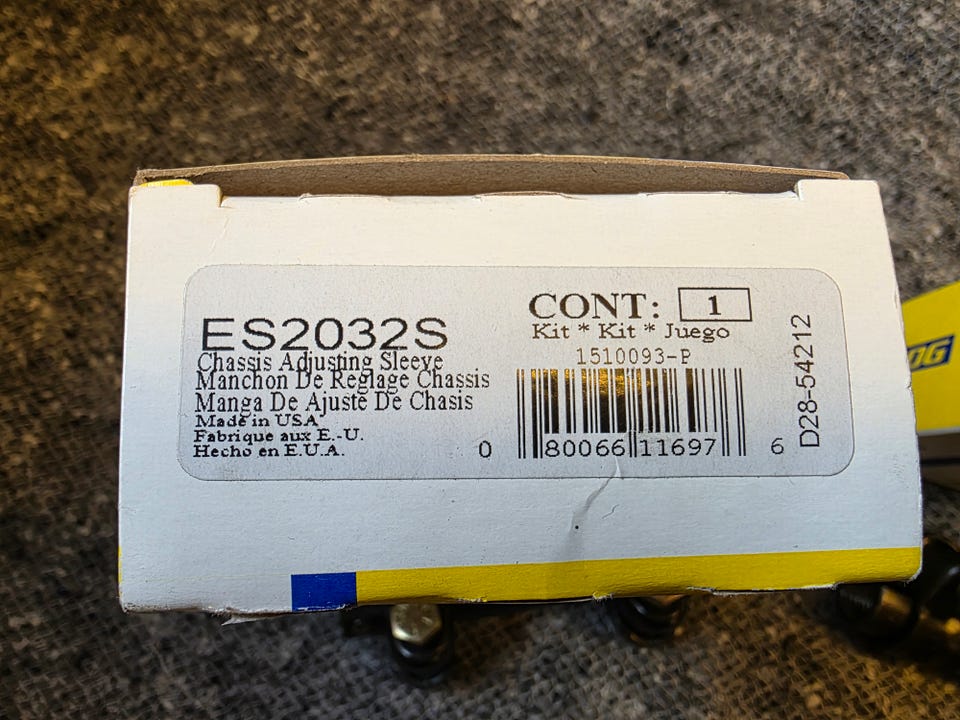 ES2032S
Chassis Adjusting Sleeve
Manchon De Reglage Chassis
Manga De Ajuste De Chasis
Made in USA
Fabrique aux E.-U.
Hecho en E.U.A.
CONT: 1
Kit * Kit * Juego
1510093-P
0 80066 11697 6
D28-54212
OG